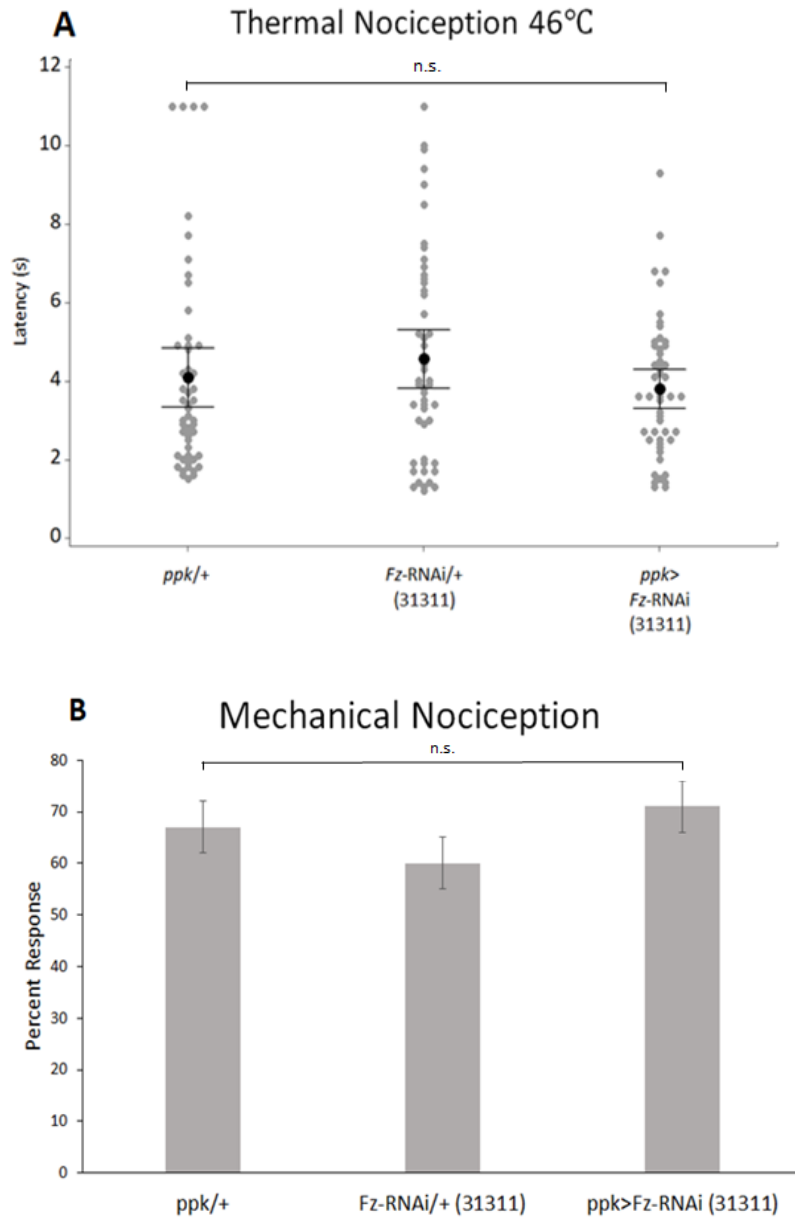 A
Thermal Nociception 46°C
n.s.
12
10
8
6
4
2
0
Latency (s)
ppk/+
Fz-RNAi/+
(31311)
ppk>
Fz-RNAi
(31311)
B
Mechanical Nociception
n.s.
80
70
60
50
40
30
20
10
0
Percent Response
ppk/+
Fz-RNAi/+ (31311)
ppk>Fz-RNAi (31311)